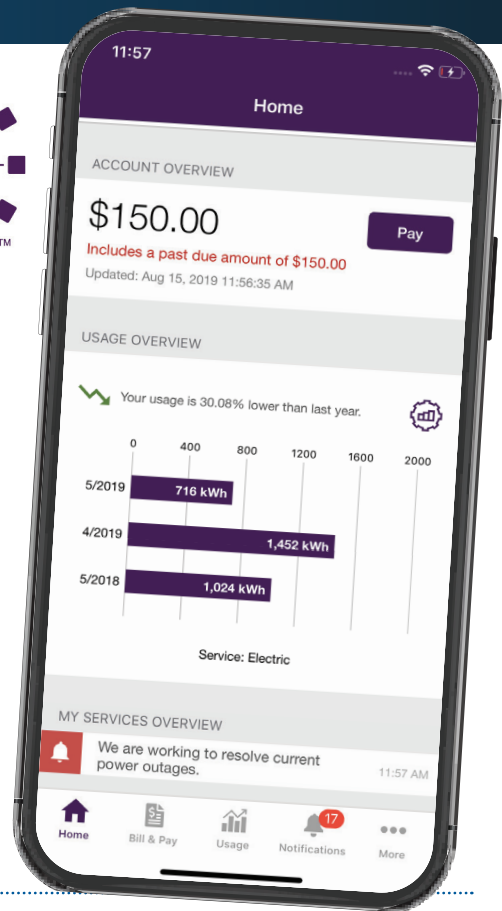 11:57
Home
TM
ACCOUNT OVERVIEW
$150.00
Pay
Includes a past due amount of $150.00
Updated: Aug 15, 2019 11:56:35 AM
USAGE OVERVIEW
Your usage is 30.08% lower than last year.
0 400 800 1200 1600 2000
5/2019 716 kWh
4/2019 1,452 kWh
5/2018 1,024 kWh
Service: Electric
MY SERVICES OVERVIEW
We are working to resolve current
power outages.
11:57 AM
17
Home Bill & Pay Usage Notifications More